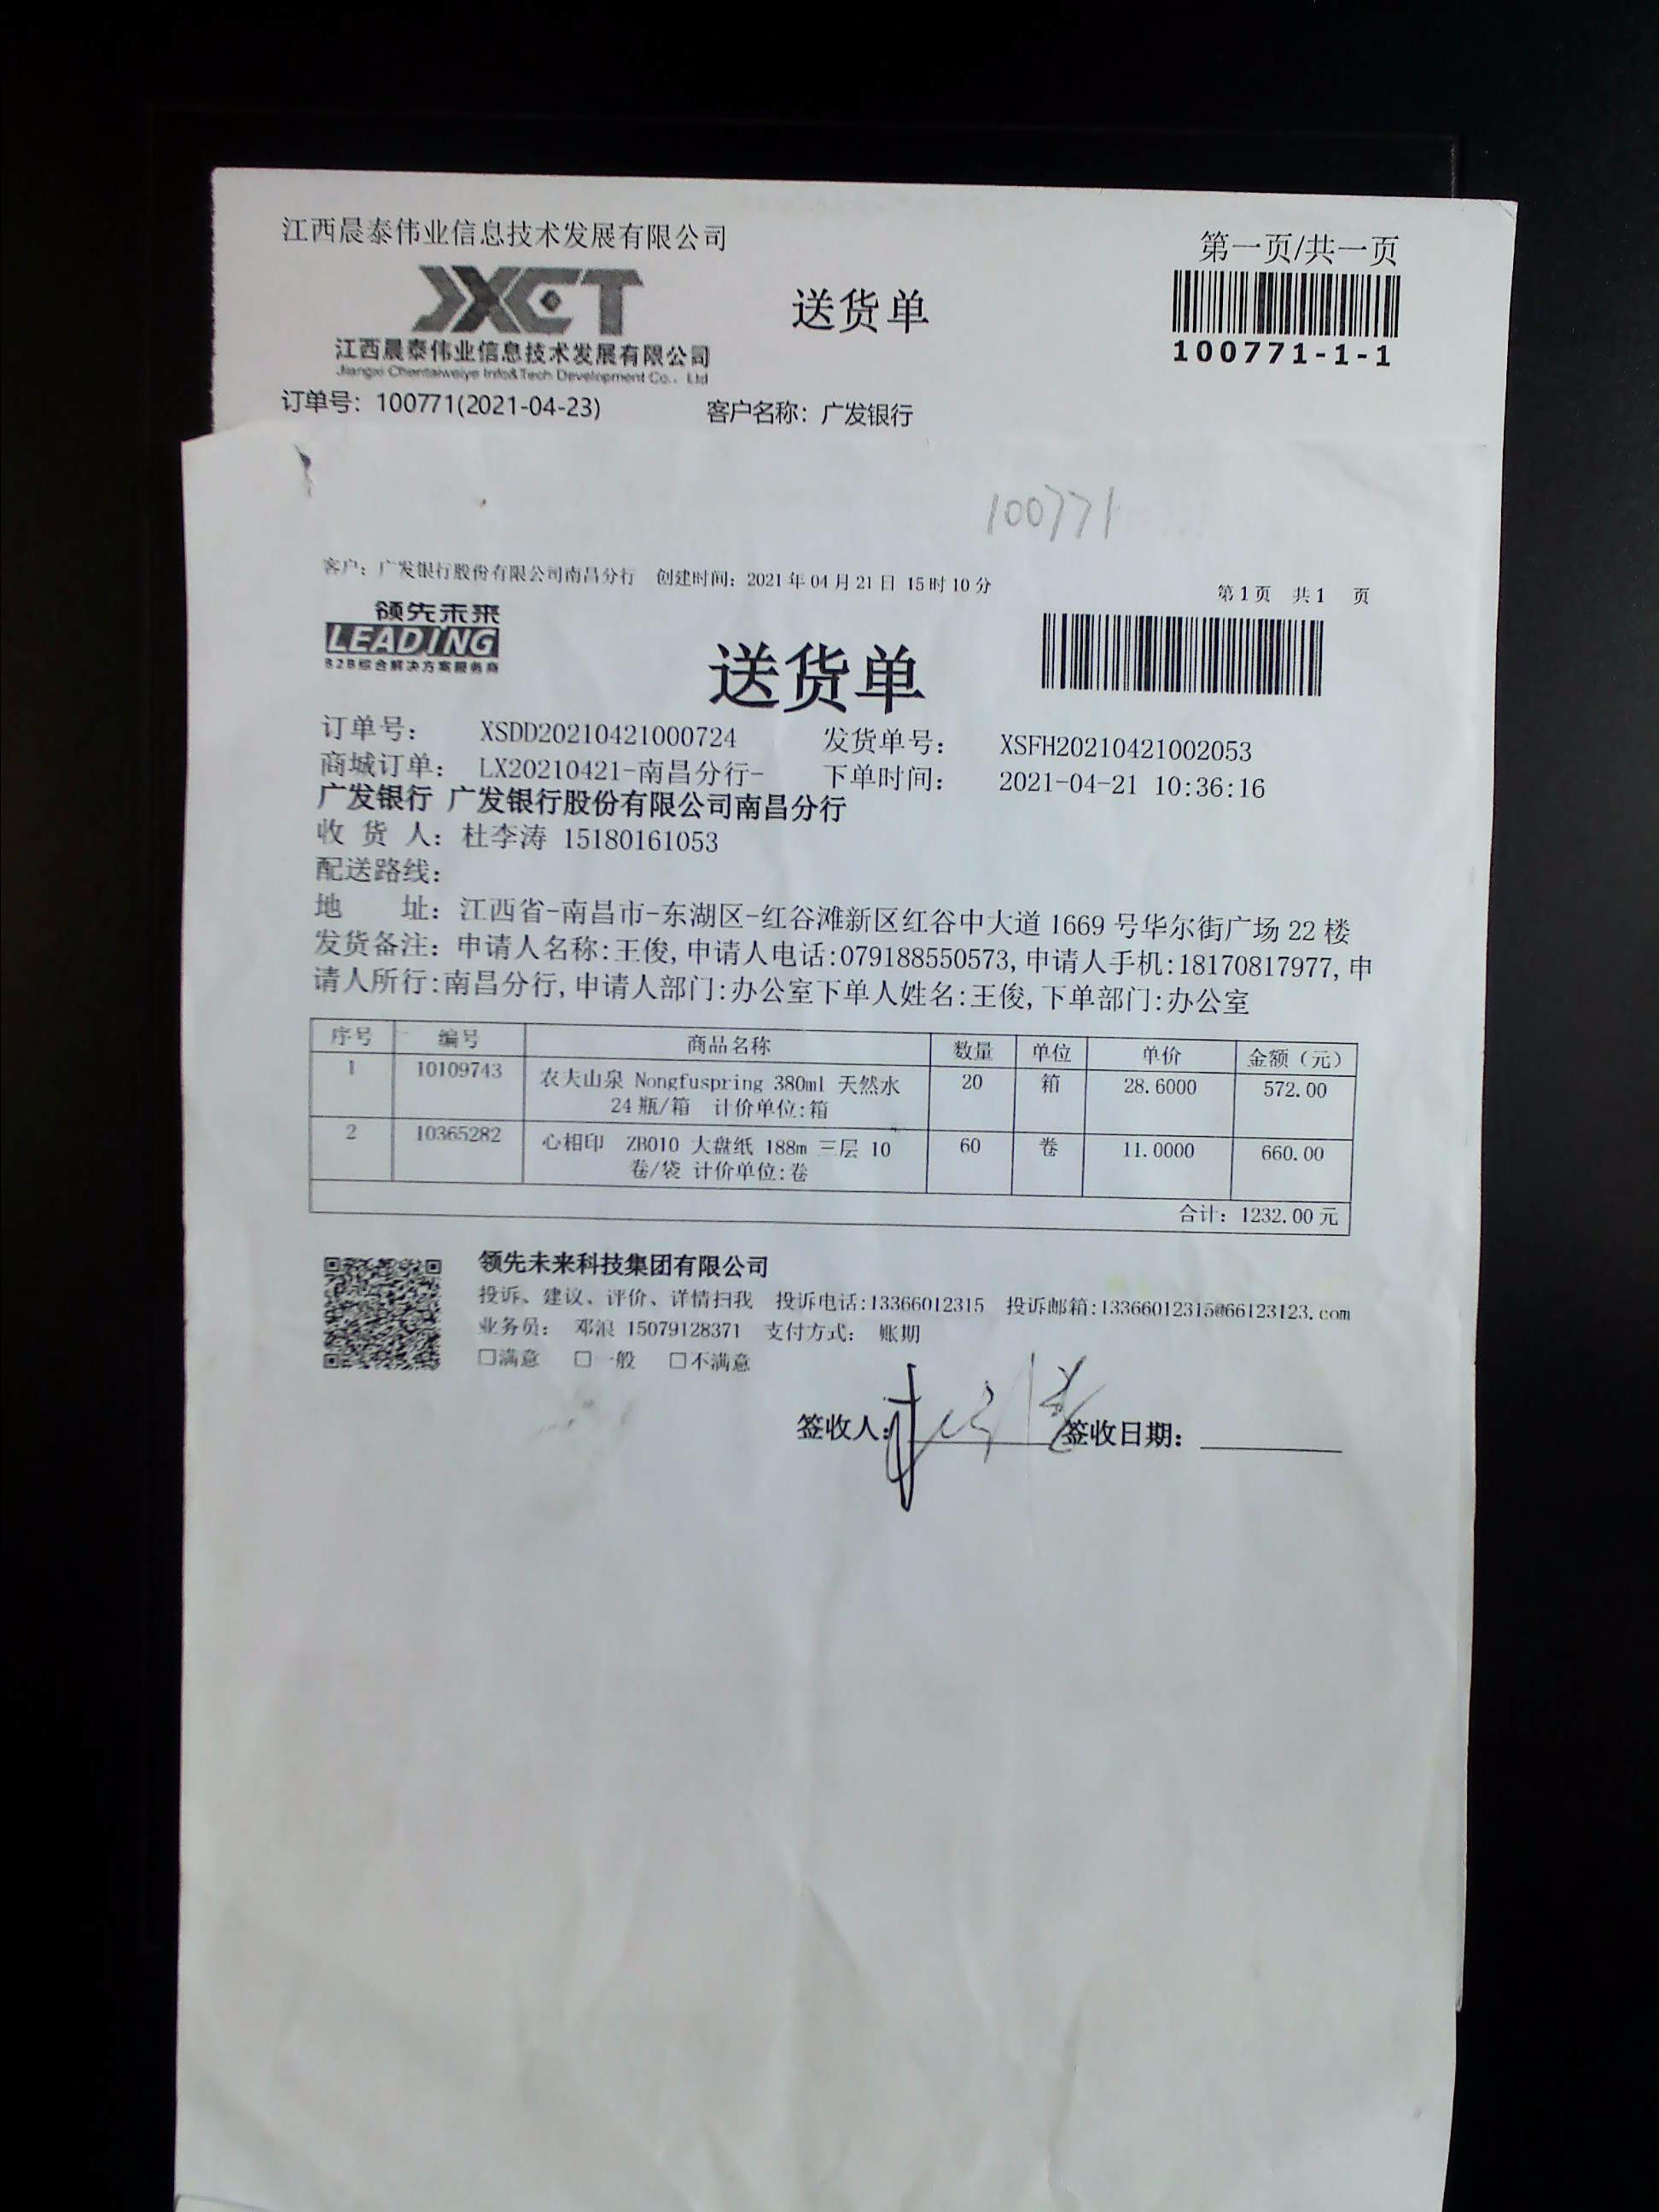 江西晨泰伟业信息技术发展有限公司
第一页/共一页
JXCT
送货单
江西晨泰伟业信息技术发展有限公司
Jiangxi Chentaiweiye Info&Tech Development Co., Ltd
100771-1-1
订单号：100771(2021-04-23)
客户名称：广发银行
100771
客户：广发银行股份有限公司南昌分行 创建时间：2021年04月21日 15时10分
第1页 共1 页
领先未来
LEADING
B2B综合解决方案服务商
送货单
订单号： XSDD20210421000724 发货单号： XSFH20210421002053
商城订单： LX20210421-南昌分行- 下单时间： 2021-04-21 10:36:16
广发银行 广发银行股份有限公司南昌分行
收 货 人：杜李涛 15180161053
配送路线：
地 址：江西省-南昌市-东湖区-红谷滩新区红谷中大道1669号华尔街广场22楼
发货备注：申请人名称:王俊,申请人电话:079188550573,申请人手机:18170817977,申
请人所行:南昌分行,申请人部门:办公室下单人姓名:王俊,下单部门:办公室
序号 编号 商品名称 数量 单位 单价 金额（元）
1 10109743 农夫山泉 Nongfuspring 380ml 天然水 20 箱 28.6000 572.00
24瓶/箱 计价单位:箱
2 10365282 心相印 ZB010 大盘纸 188m 三层 10 60 卷 11.0000 660.00
卷/袋 计价单位:卷
合计：1232.00元
领先未来科技集团有限公司
投诉、建议、评价、详情扫我 投诉电话:13366012315 投诉邮箱:13366012315@66123123.com
业务员： 邓浪 15079128371 支付方式： 账期
□满意 □一般 □不满意
签收人: 签收日期: